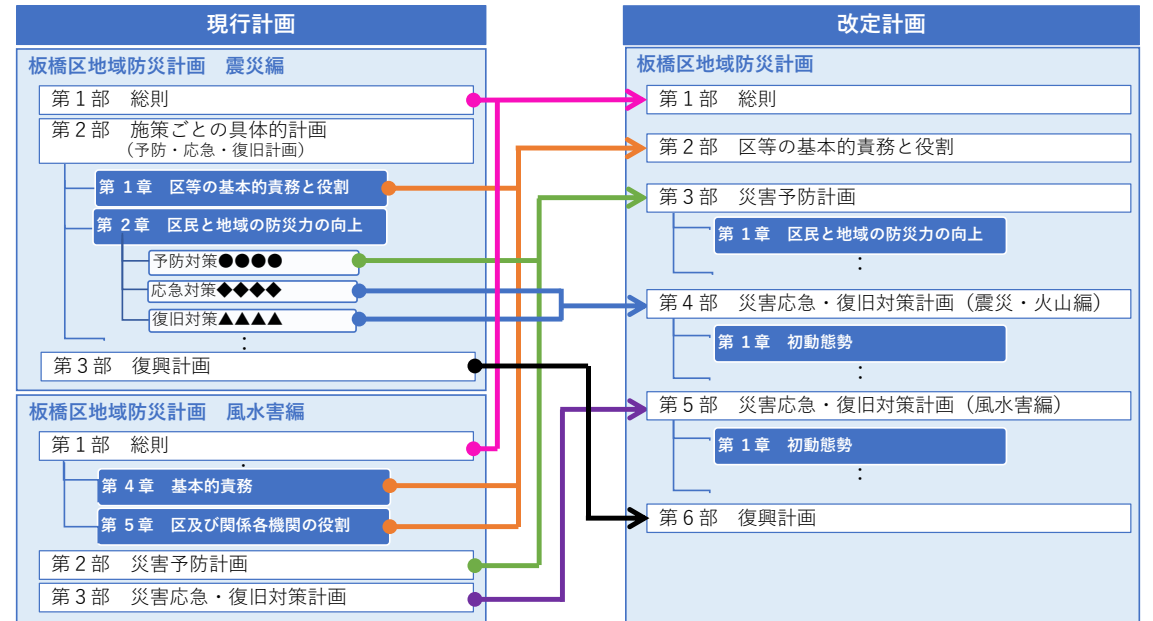 現行計画
板橋区地域防災計画　震災編
第1部　総則
第2部　施策ごとの具体的計画
(予防・応急・復旧計画)
第 1章　区等の基本的責務と役割
第 2章　区民と地域の防災力の向上
予防対策●●●●
応急対策◆◆◆◆
復旧対策▲▲▲▲
：
第3部　復興計画
板橋区地域防災計画　風水害編
第1部　総則
：
第 4章　基本的責務
第 5章　区及び関係各機関の役割
第2部　災害予防計画
第3部　災害応急・復旧対策計画
改定計画
板橋区地域防災計画
第1部　総則
第2部　区等の基本的責務と役割
第3部　災害予防計画
第 1章　区民と地域の防災力の向上
：
第4部　災害応急・復旧対策計画（震災・火山編）
第 1章　初動態勢
：
第5部　災害応急・復旧対策計画（風水害編）
第 1章　初動態勢
：
第6部　復興計画